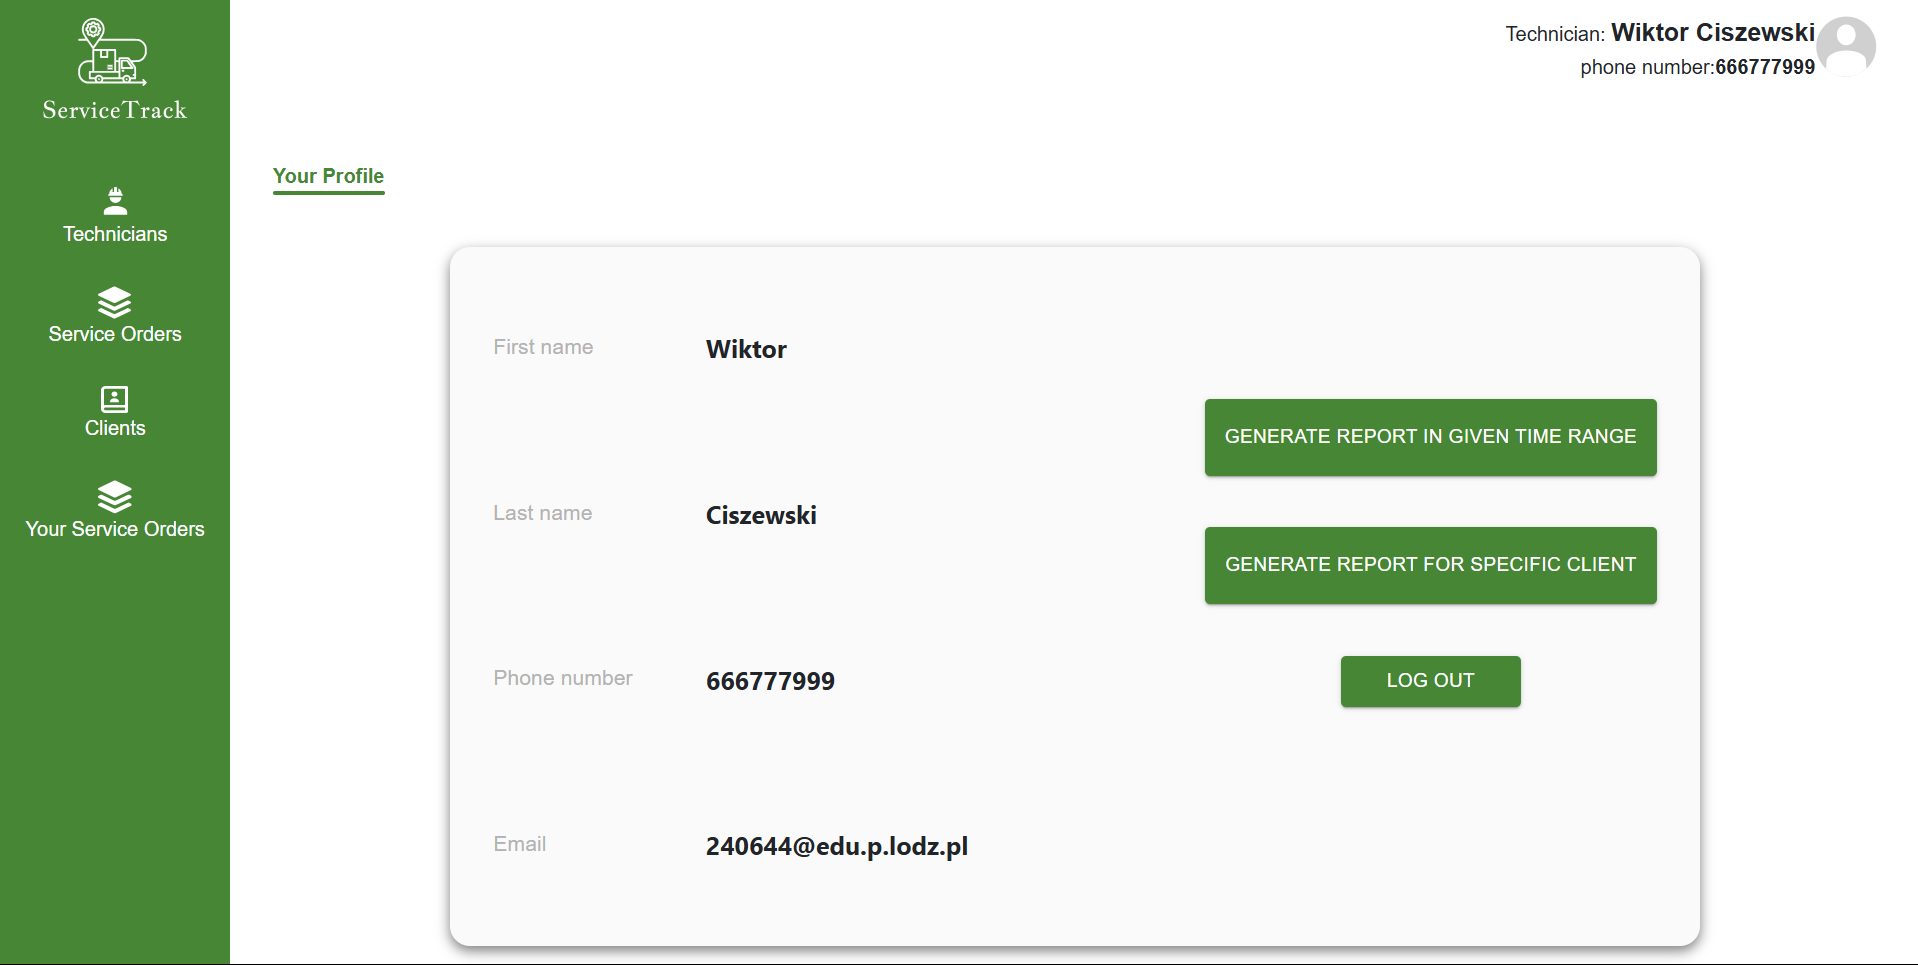 ServiceTrack
Technicians
Service Orders
Clients
Your Service Orders
Technician: Wiktor Ciszewski
phone number:666777999
Your Profile
First name Wiktor
Last name Ciszewski
Phone number 666777999
Email 240644@edu.p.lodz.pl
GENERATE REPORT IN GIVEN TIME RANGE
GENERATE REPORT FOR SPECIFIC CLIENT
LOG OUT